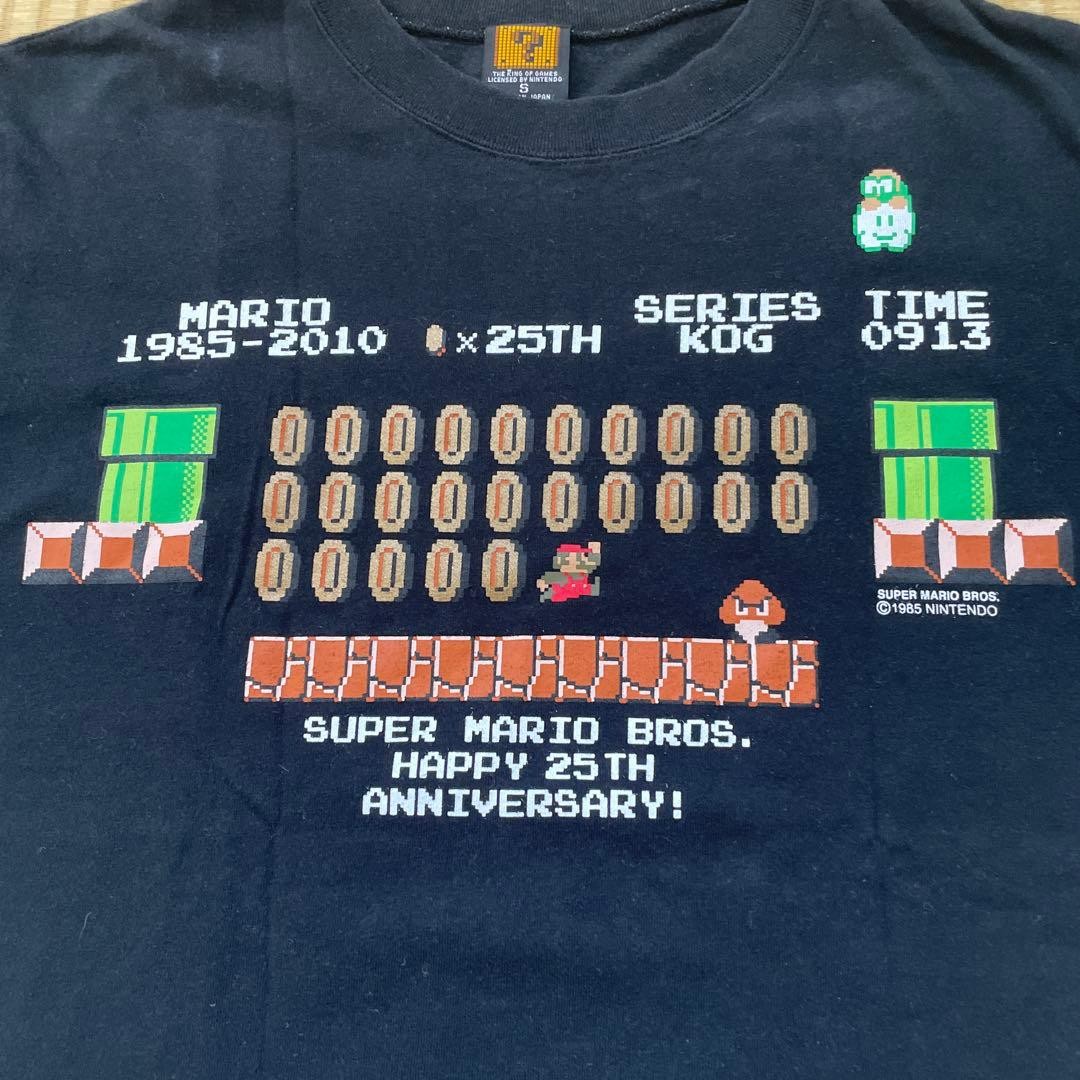 ?
THE KING OF GAMES
LICENSED BY NINTENDO
S
JAPAN
M
MARIO
1985-2010
×25TH
SERIES
KOG
TIME
0913
SUPER MARIO BROS.
©1985 NINTENDO
SUPER MARIO BROS.
HAPPY 25TH
ANNIVERSARY!